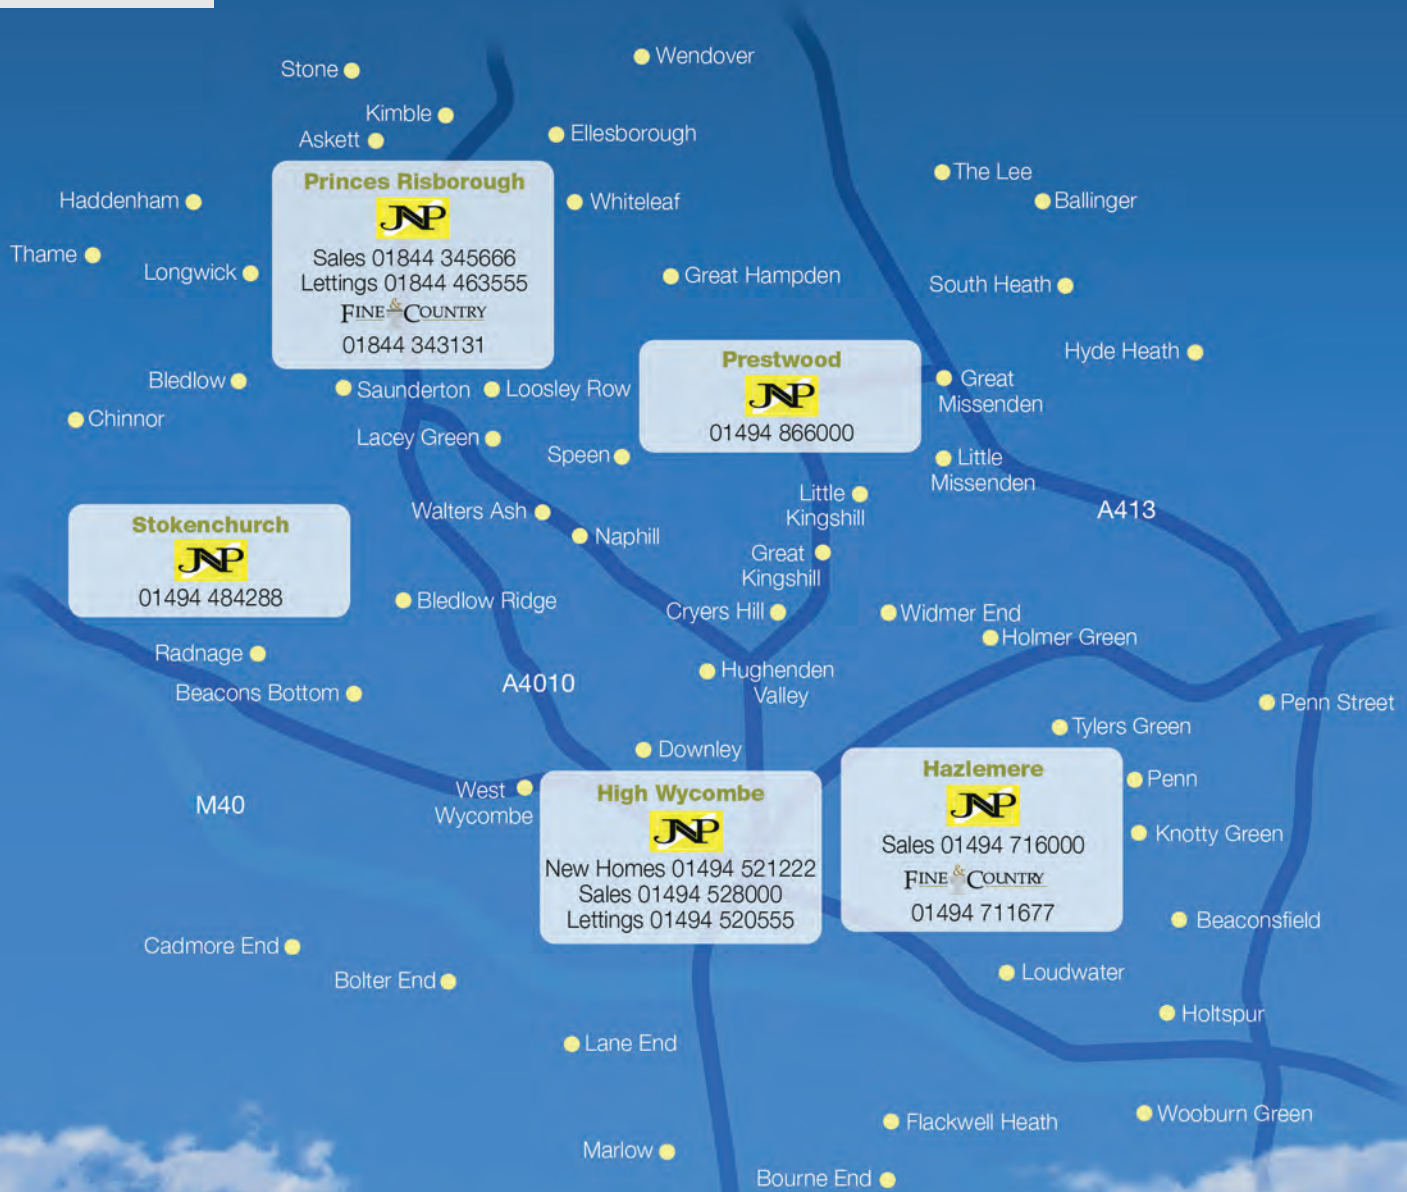 Stone
Wendover
Kimble
Askett
Ellesborough
Princes Risborough
JNP
Sales 01844 345666
Lettings 01844 463555
FINE & COUNTRY
01844 343131
Haddenham
Whiteleaf
The Lee
Ballinger
Thame
Longwick
Great Hampden
South Heath
Hyde Heath
Prestwood
JNP
01494 866000
Great
Missenden
Bledlow
Saunderton
Loosley Row
Chinnor
Lacey Green
Speen
Little
Missenden
Little
Kingshill
A413
Walters Ash
Naphill
Stokenchurch
JNP
01494 484288
Great
Kingshill
Bledlow Ridge
Cryers Hill
Widmer End
Holmer Green
Radnage
Beacons Bottom
A4010
Hughenden
Valley
Penn Street
Tylers Green
Downley
M40
West
Wycombe
High Wycombe
JNP
New Homes 01494 521222
Sales 01494 528000
Lettings 01494 520555
Hazlemere
JNP
Sales 01494 716000
FINE & COUNTRY
01494 711677
Penn
Knotty Green
Beaconsfield
Cadmore End
Bolter End
Loudwater
Holtspur
Lane End
Flackwell Heath
Wooburn Green
Marlow
Bourne End